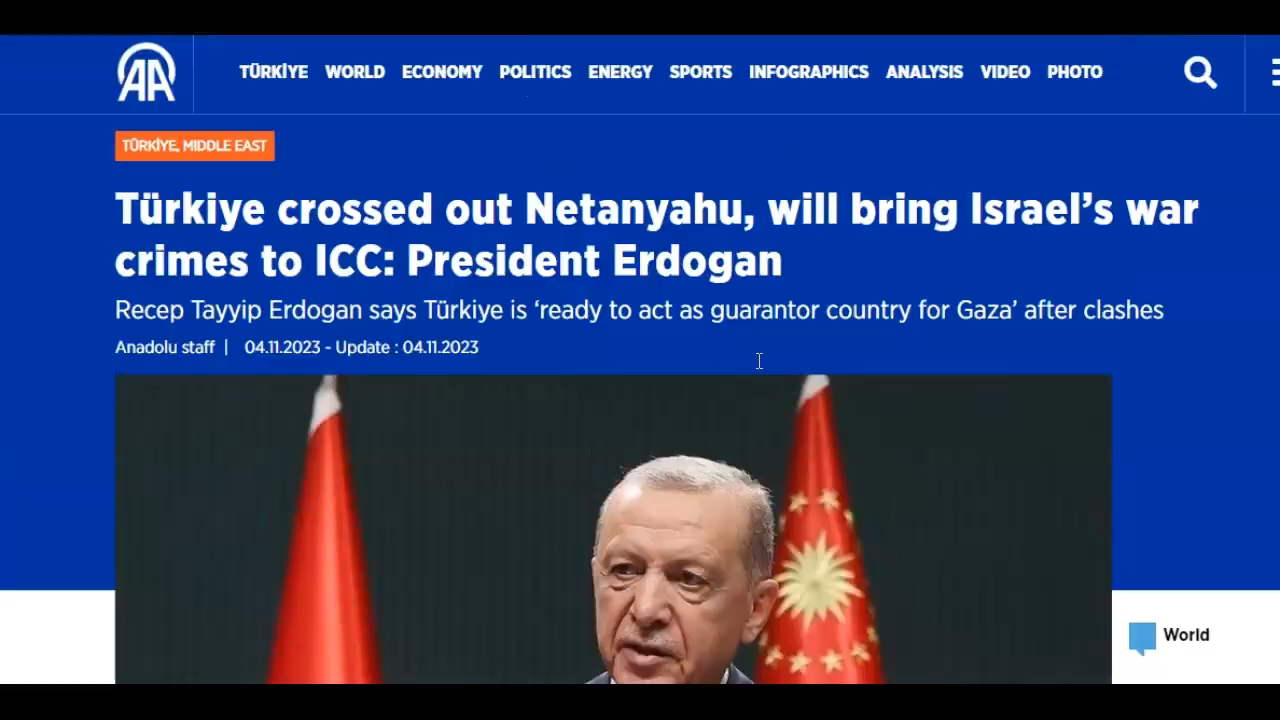 AA
TÜRKİYE WORLD ECONOMY POLITICS ENERGY SPORTS INFOGRAPHICS ANALYSIS VIDEO PHOTO
TÜRKİYE, MIDDLE EAST
Türkiye crossed out Netanyahu, will bring Israel’s war
crimes to ICC: President Erdogan
Recep Tayyip Erdogan says Türkiye is ‘ready to act as guarantor country for Gaza’ after clashes
Anadolu staff | 04.11.2023 - Update : 04.11.2023
World